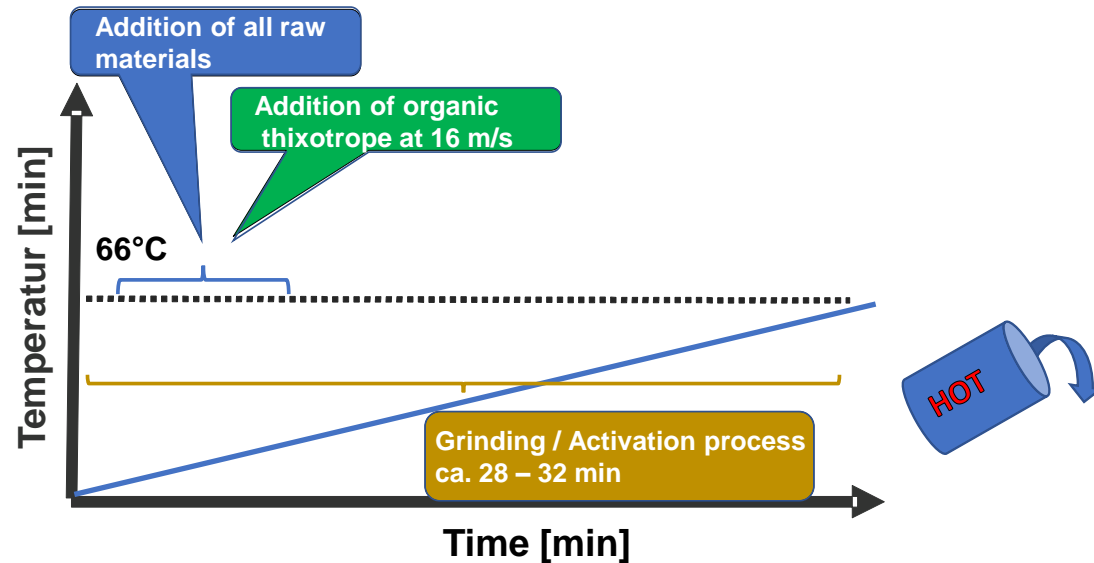 Addition of all raw
materials
Addition of organic
thixotrope at 16 m/s
66°C
Temperatur [min]
HOT
Grinding / Activation process
ca. 28 – 32 min
Time [min]